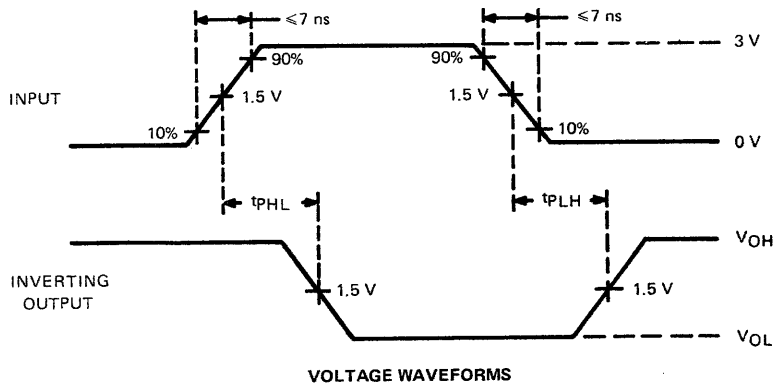 ≤7 ns ≤7 ns
3 V
90% 90%
INPUT 1.5 V 1.5 V
10% 10%
0 V
tPHL tPLH
VOH
INVERTING
OUTPUT
1.5 V 1.5 V
VOL
VOLTAGE WAVEFORMS